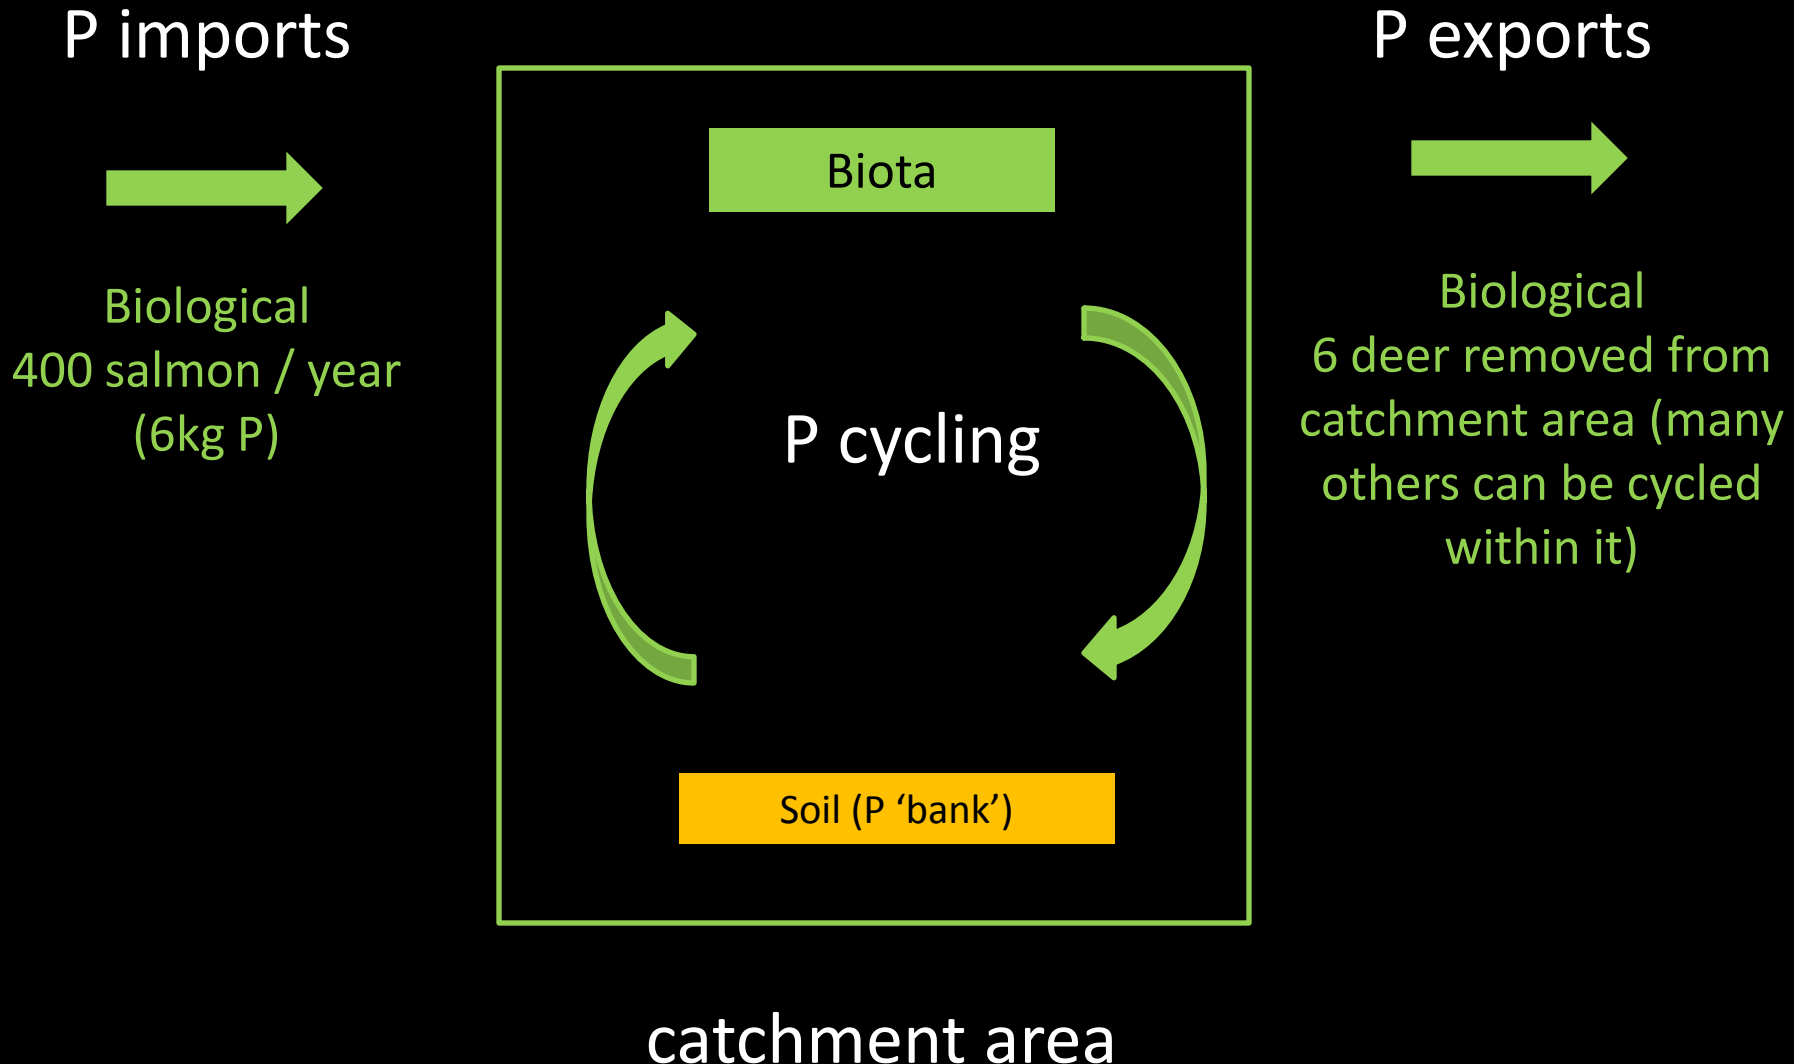 P imports
P exports
Biota
Biological
400 salmon / year
(6kg P)
Biological
6 deer removed from
catchment area (many
others can be cycled
within it)
P cycling
Soil (P ‘bank’)
catchment area